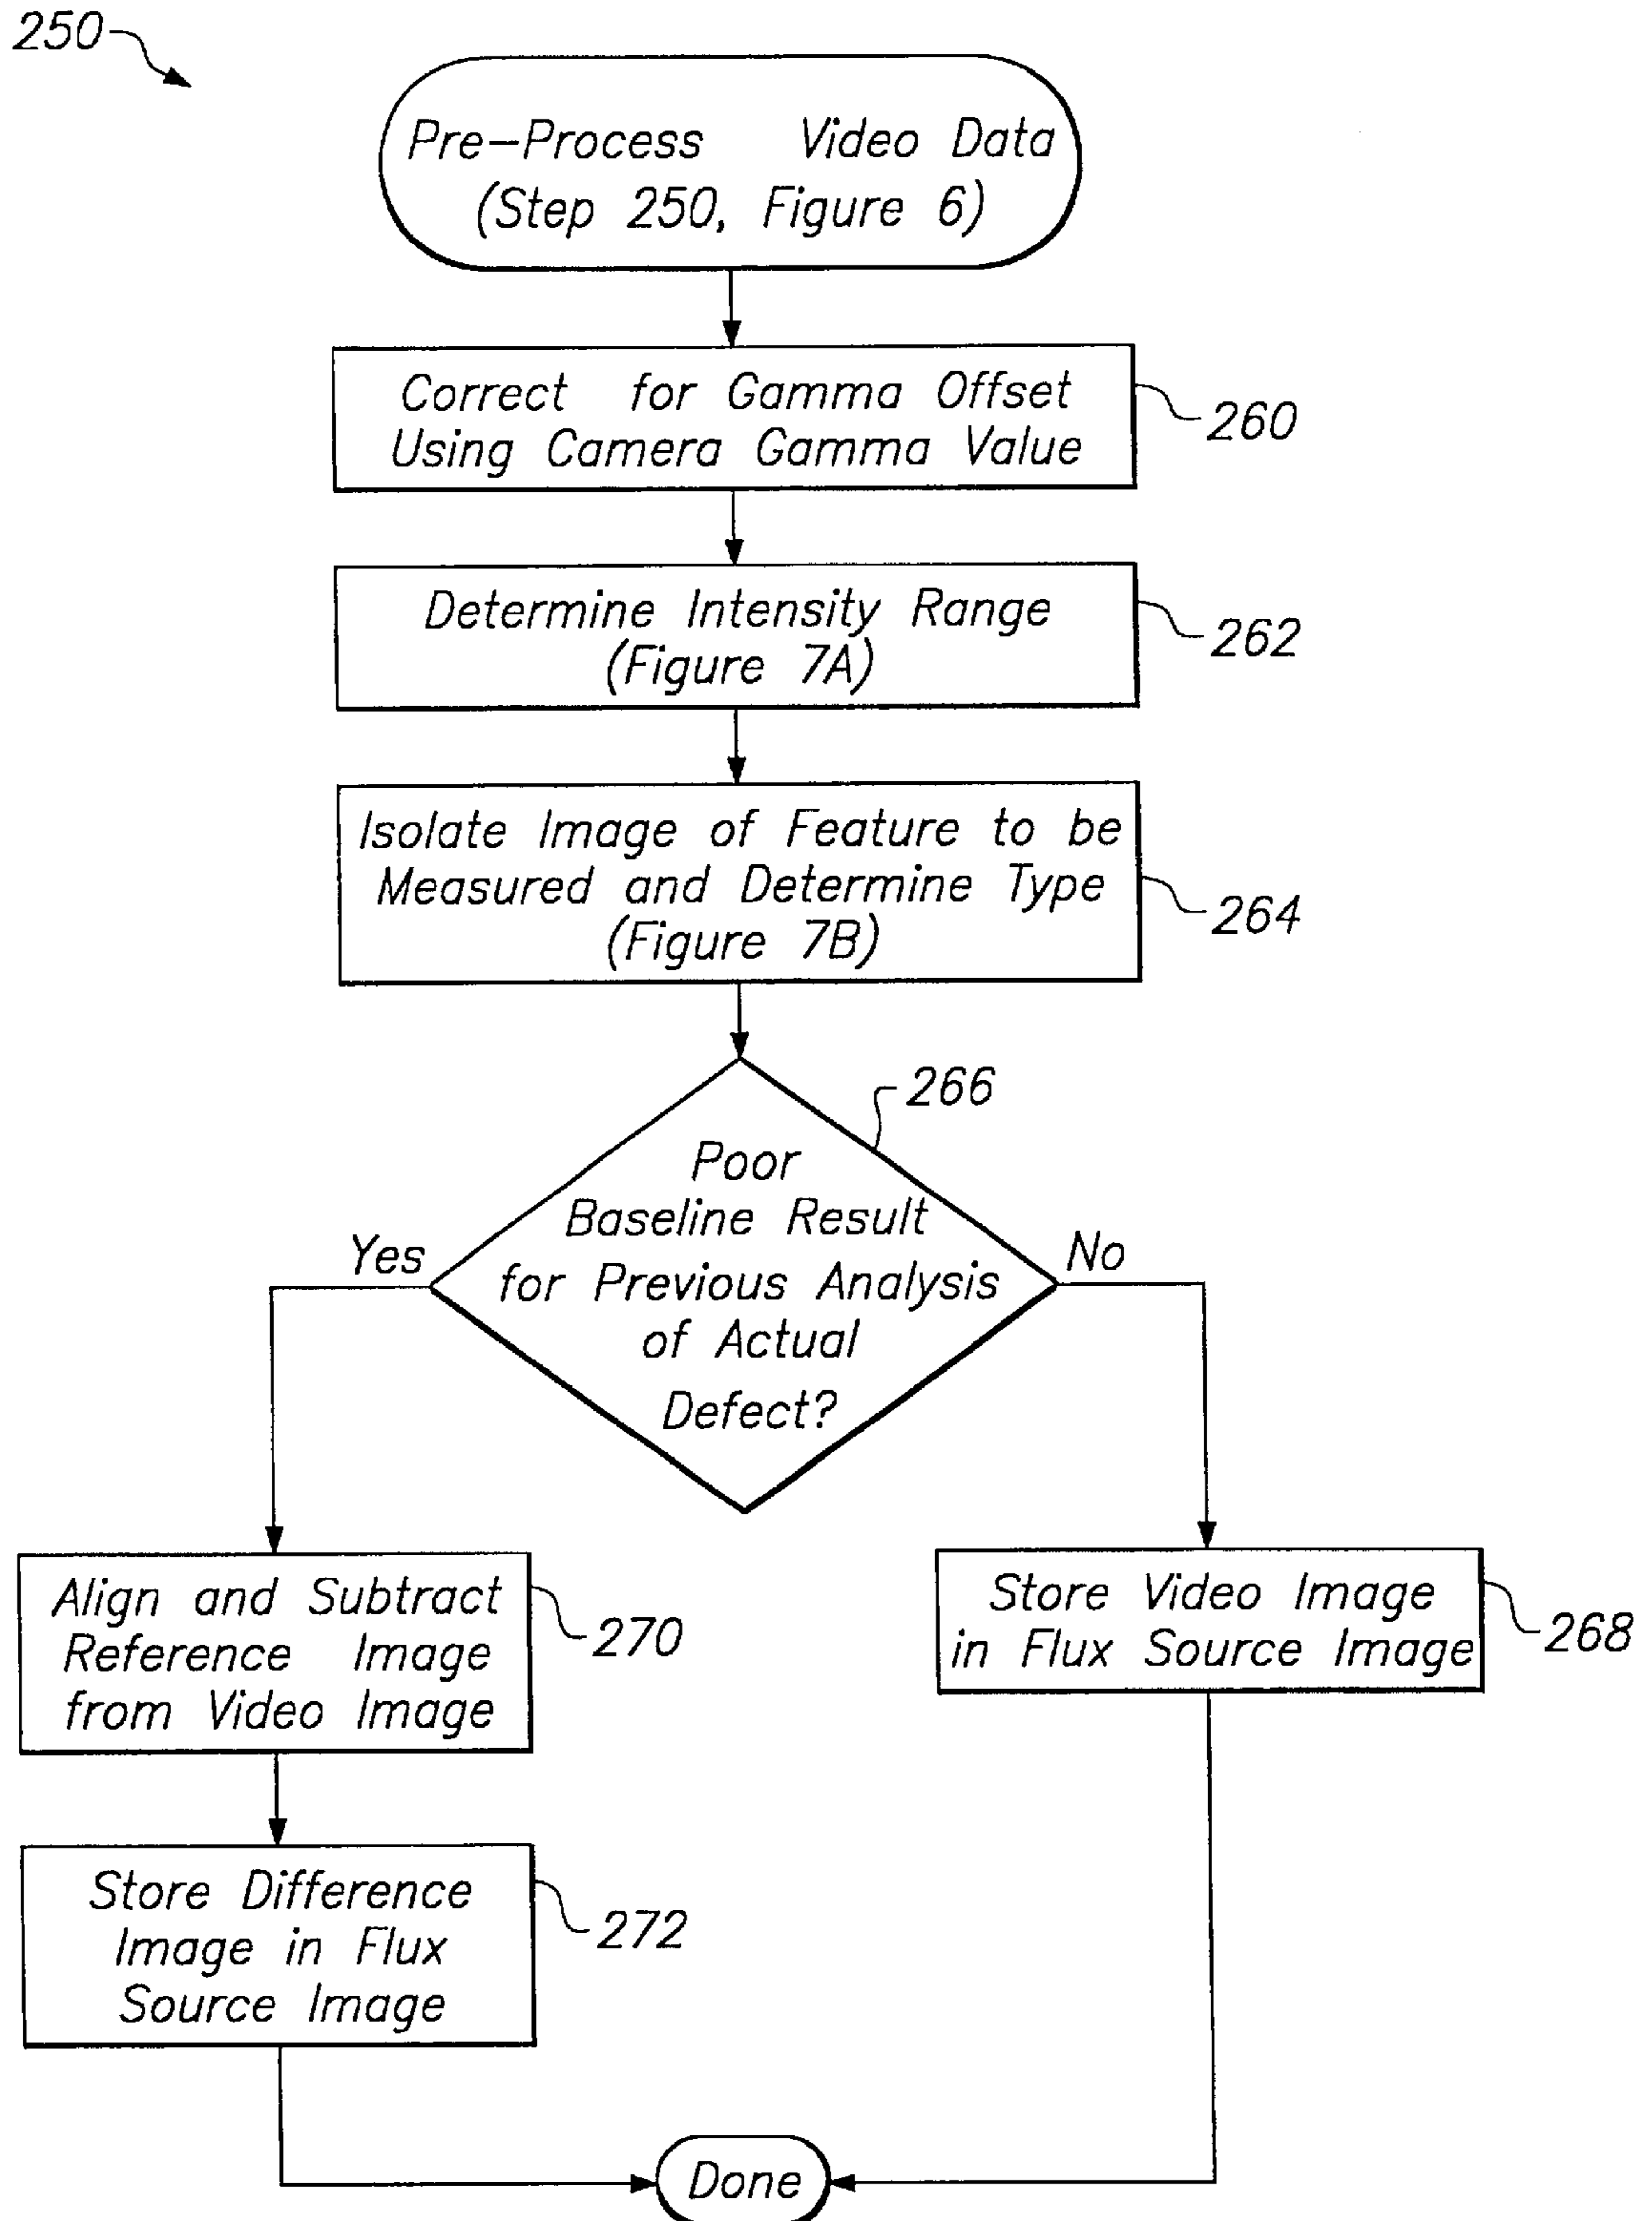 250
Pre-Process Video Data
(Step 250, Figure 6)
Correct for Gamma Offset
Using Camera Gamma Value
260
Determine Intensity Range
(Figure 7A)
262
Isolate Image of Feature to be
Measured and Determine Type
(Figure 7B)
264
266
Poor
Baseline Result
for Previous Analysis
of Actual
Defect?
Yes
No
Align and Subtract
Reference Image
from Video Image
270
Store Video Image
in Flux Source Image
268
Store Difference
Image in Flux
Source Image
272
Done